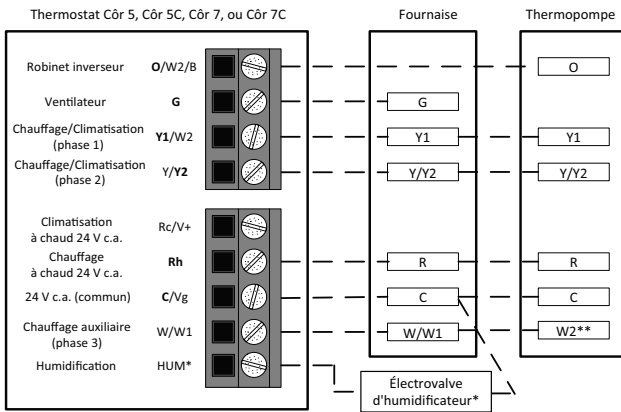 Thermostat Côr 5, Côr 5C, Côr 7, ou Côr 7C
Fournaise
Thermopompe
Robinet inverseur O/W2/B O
Ventilateur G G
Chauffage/Climatisation
(phase 1)
Y1/W2 Y1 Y1
Chauffage/Climatisation
(phase 2)
Y/Y2 Y/Y2 Y/Y2
Climatisation
à chaud 24 V c.a.
Rc/V+
Chauffage
à chaud 24 V c.a.
Rh R R
24 V c.a. (commun) C/Vg C C
Chauffage auxiliaire
(phase 3)
W/W1 W/W1 W2**
Humidification HUM*
Électrovalve
d'humidificateur*